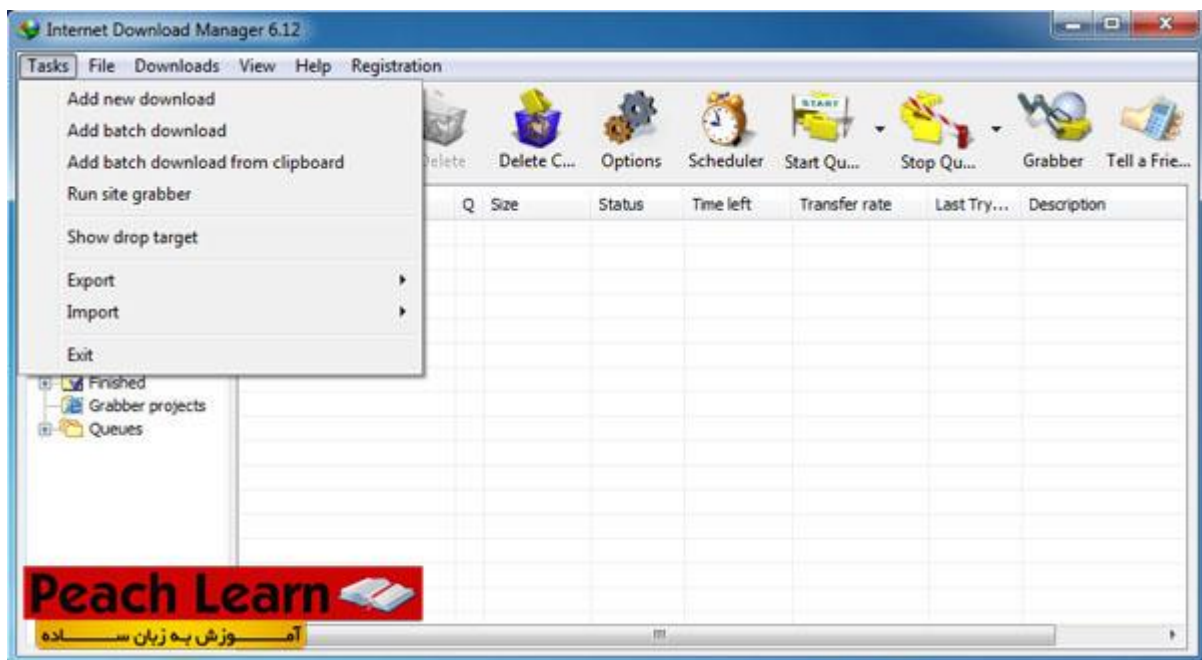 Internet Download Manager 6.12
Tasks File Downloads View Help Registration
Add new download
Add batch download
Add batch download from clipboard
Run site grabber
Show drop target
Export
Import
Exit
Delete C... Options Scheduler Start Qu... Stop Qu... Grabber Tell a Frie...
START
Q Size Status Time left Transfer rate Last Try... Description
Finished
Grabber projects
Queues
Peach Learn
آمـــــوزش به زبان ســـــاده